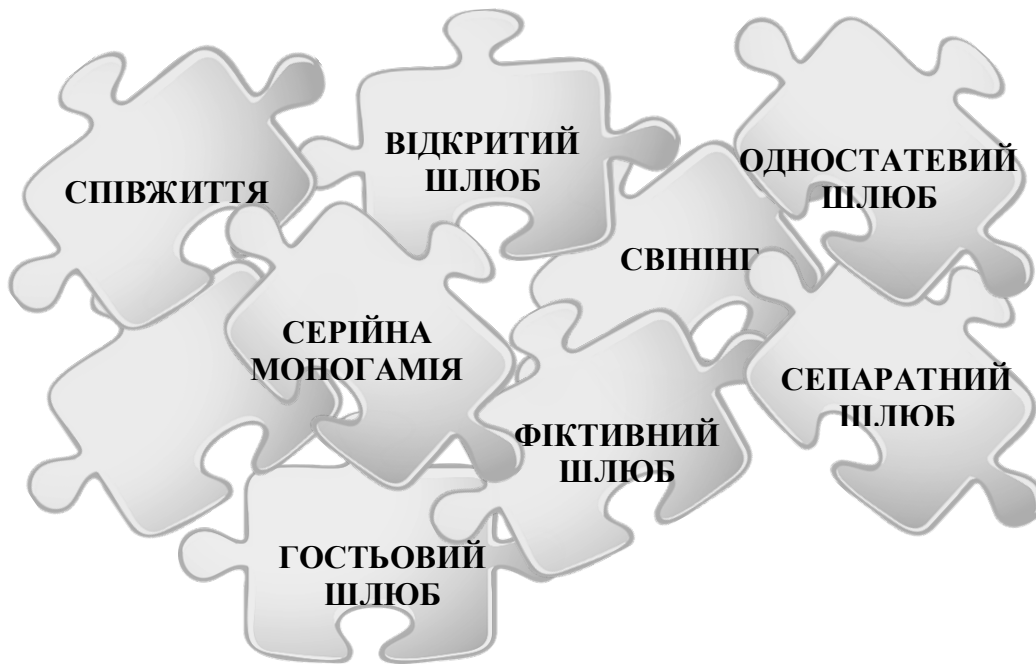 СПІВЖИТТЯ
ВІДКРИТИЙ
ШЛЮБ
ОДНОСТАТЕВИЙ
ШЛЮБ
СВІНІНГ
СЕРІЙНА
МОНОГАМІЯ
СЕПАРАТНИЙ
ШЛЮБ
ФІКТИВНИЙ
ШЛЮБ
ГОСТЬОВИЙ
ШЛЮБ